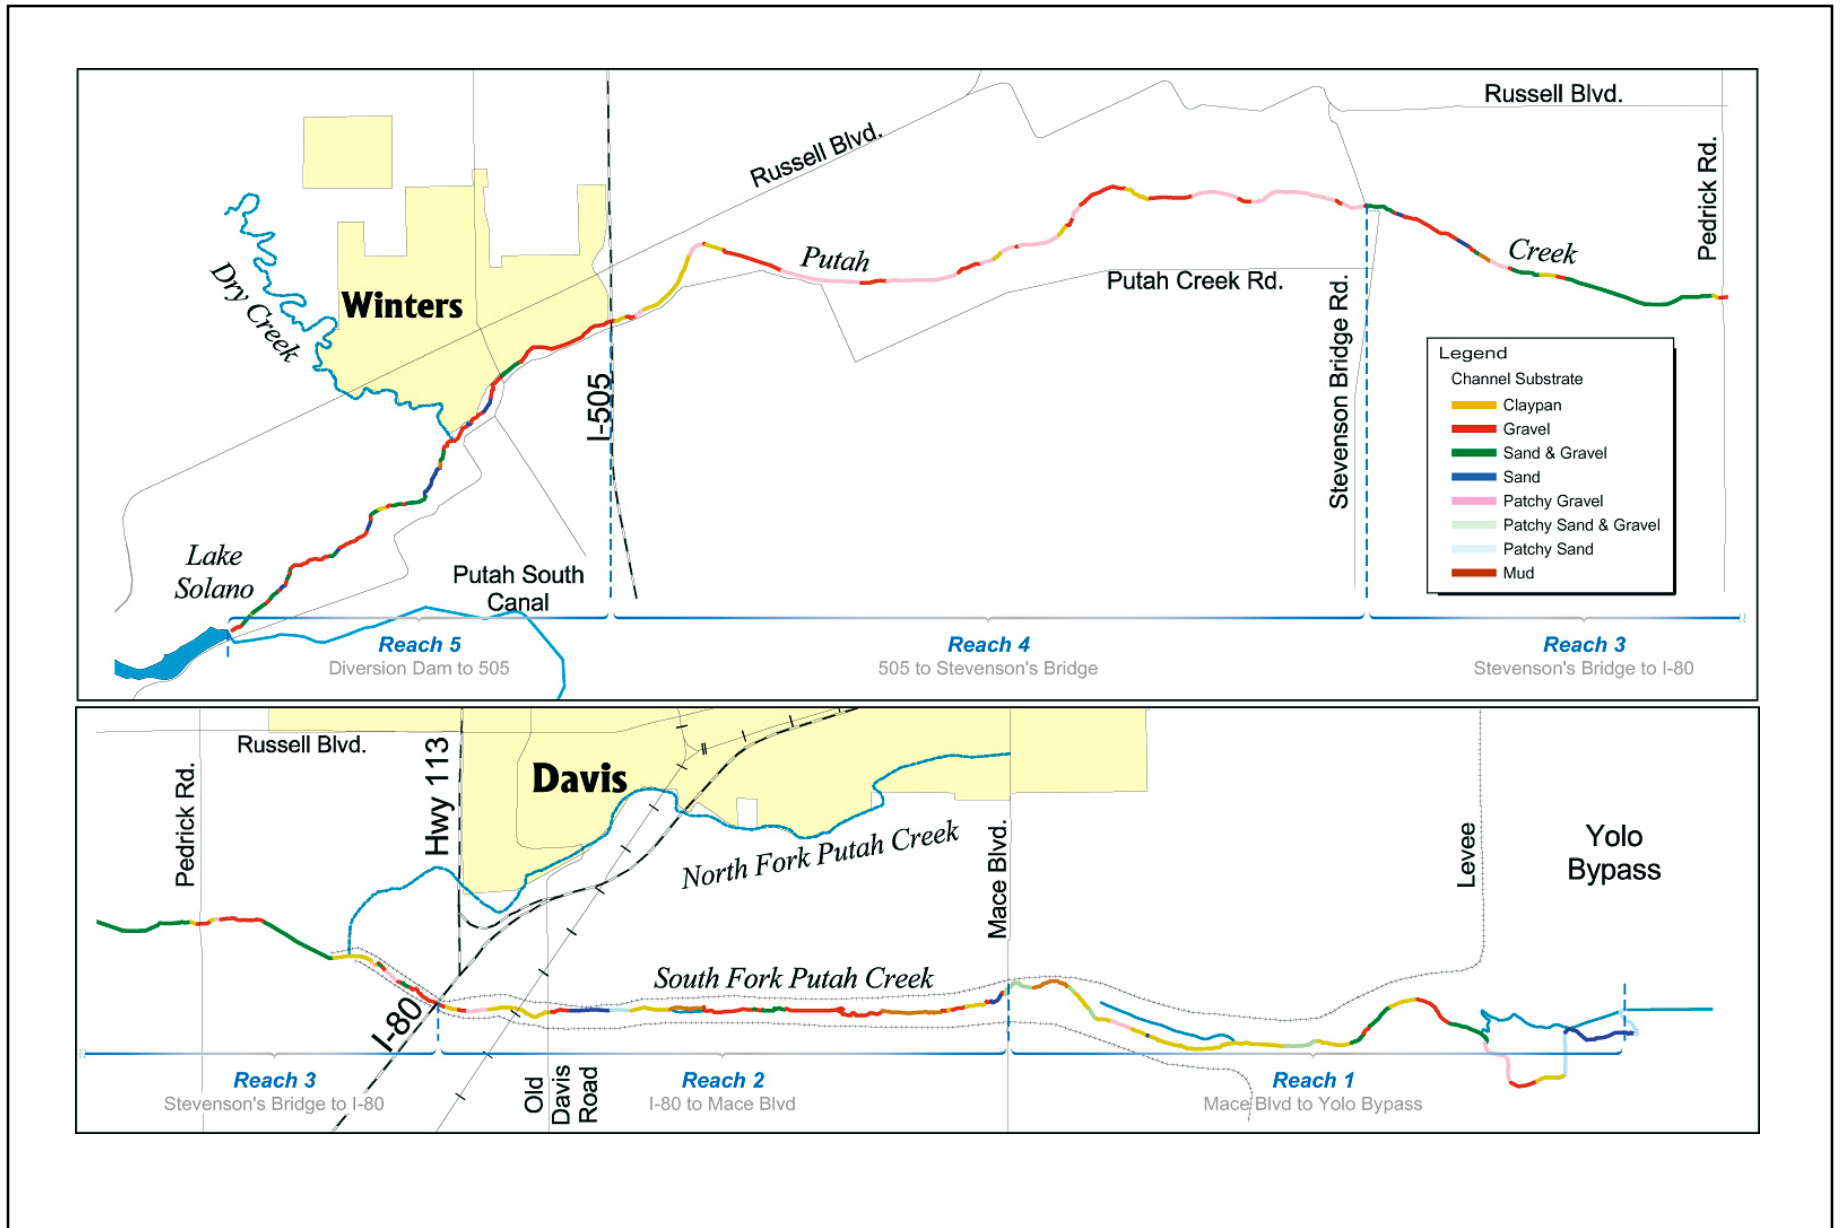 Russell Blvd.
Russell Blvd.
Pedrick Rd.
Dry Creek
Winters
Putah
Creek
Putah Creek Rd.
Stevenson Bridge Rd.
I-505
Legend
Channel Substrate
Claypan
Gravel
Sand & Gravel
Sand
Patchy Gravel
Patchy Sand & Gravel
Patchy Sand
Mud
Lake
Solano
Putah South
Canal
Reach 5
Diversion Dam to 505
Reach 4
505 to Stevenson's Bridge
Reach 3
Stevenson's Bridge to I-80
Russell Blvd.
Pedrick Rd.
Hwy 113
Davis
North Fork Putah Creek
Mace Blvd.
Levee
Yolo
Bypass
South Fork Putah Creek
I-80
Old
Davis
Road
Reach 3
Stevenson's Bridge to I-80
Reach 2
I-80 to Mace Blvd
Reach 1
Mace Blvd to Yolo Bypass